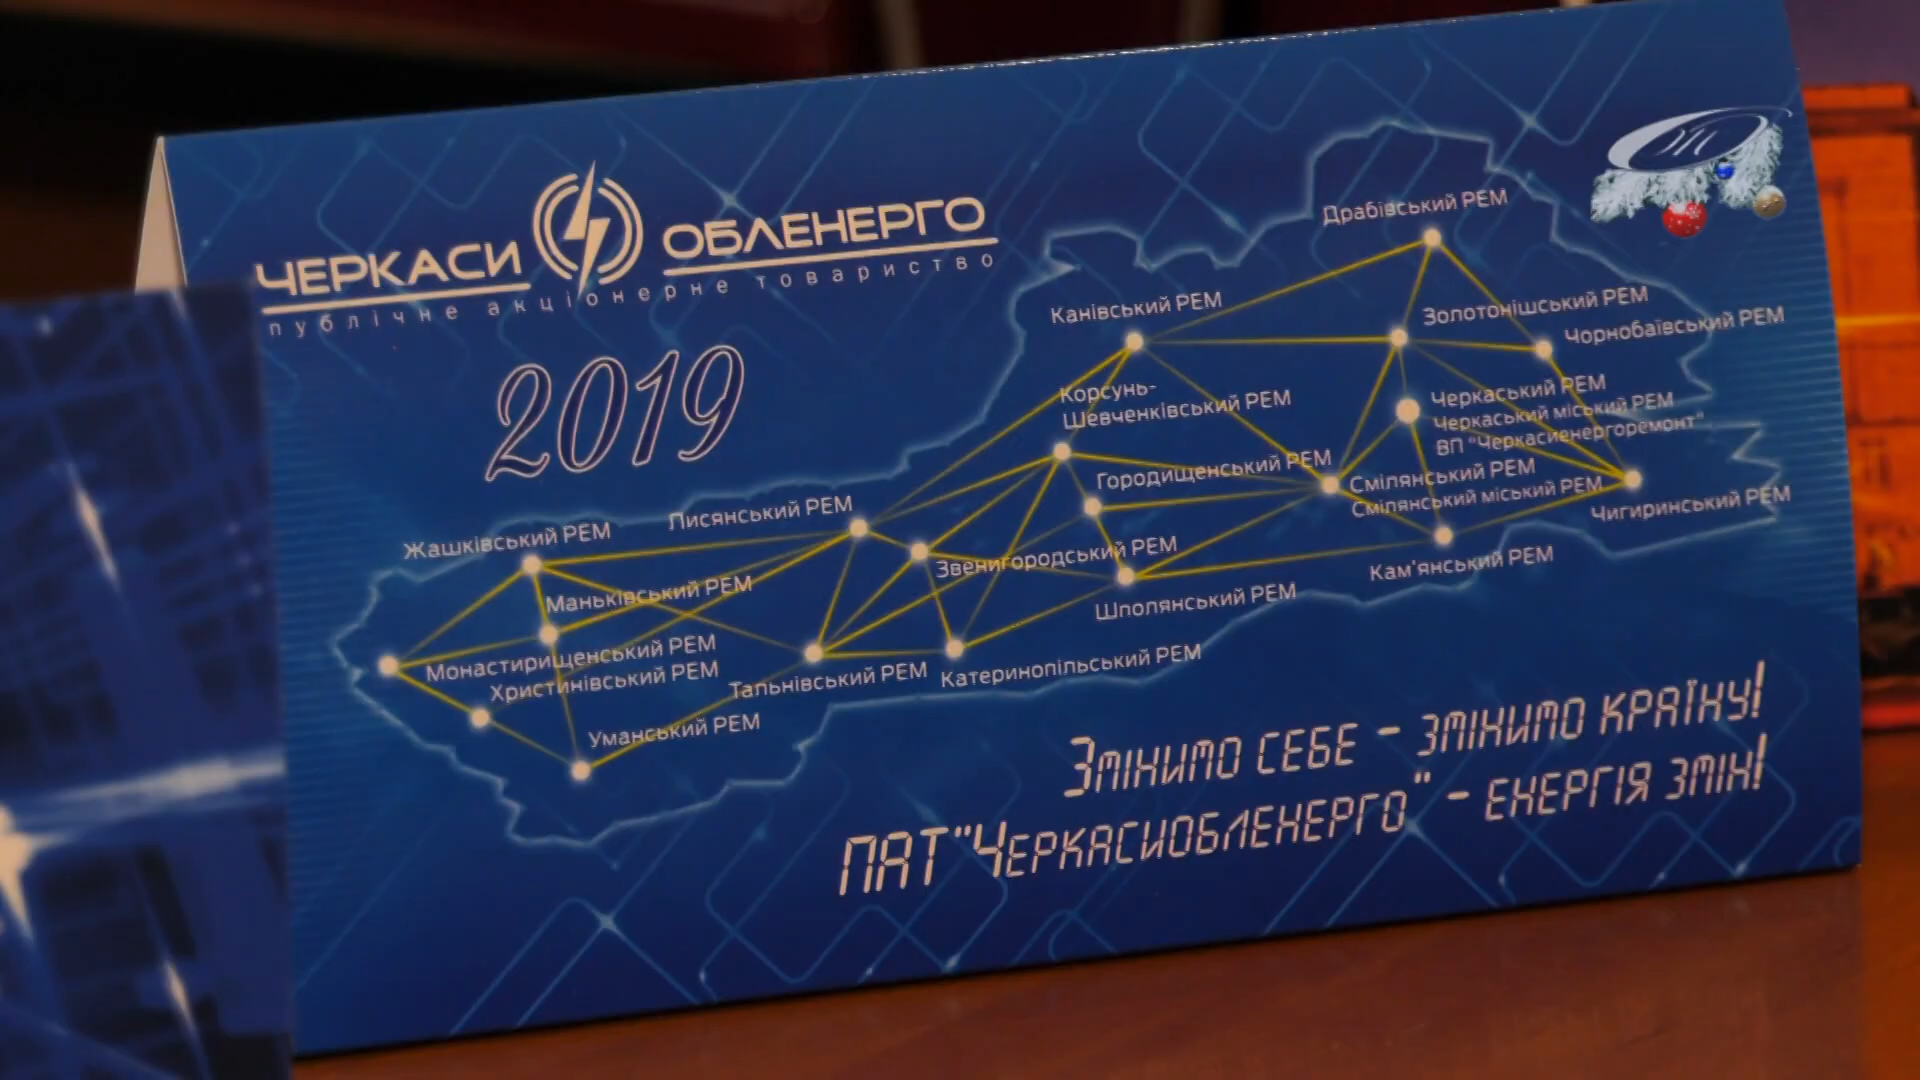 ЧЕРКАСИ ОБЛЕНЕРГО
публічне акціонерне товариство
2019
Драбівський РЕМ
Канівський РЕМ
Золотонішський РЕМ
Чорнобаївський РЕМ
Корсунь-
Шевченківський РЕМ
Черкаський РЕМ
Черкаський міський РЕМ
ВП "Черкасиенергоремонт"
Городищенський РЕМ
Смілянський РЕМ
Смілянський міський РЕМ
Чигиринський РЕМ
Лисянський РЕМ
Жашківський РЕМ
Звенигородський РЕМ
Кам'янський РЕМ
Маньківський РЕМ
Шполянський РЕМ
Монастирищенський РЕМ
Христинівський РЕМ
Тальнівський РЕМ
Катеринопільський РЕМ
Уманський РЕМ
Змінимо себе - змінимо країну!
ПАТ "Черкасиобленерго" - енергія змін!